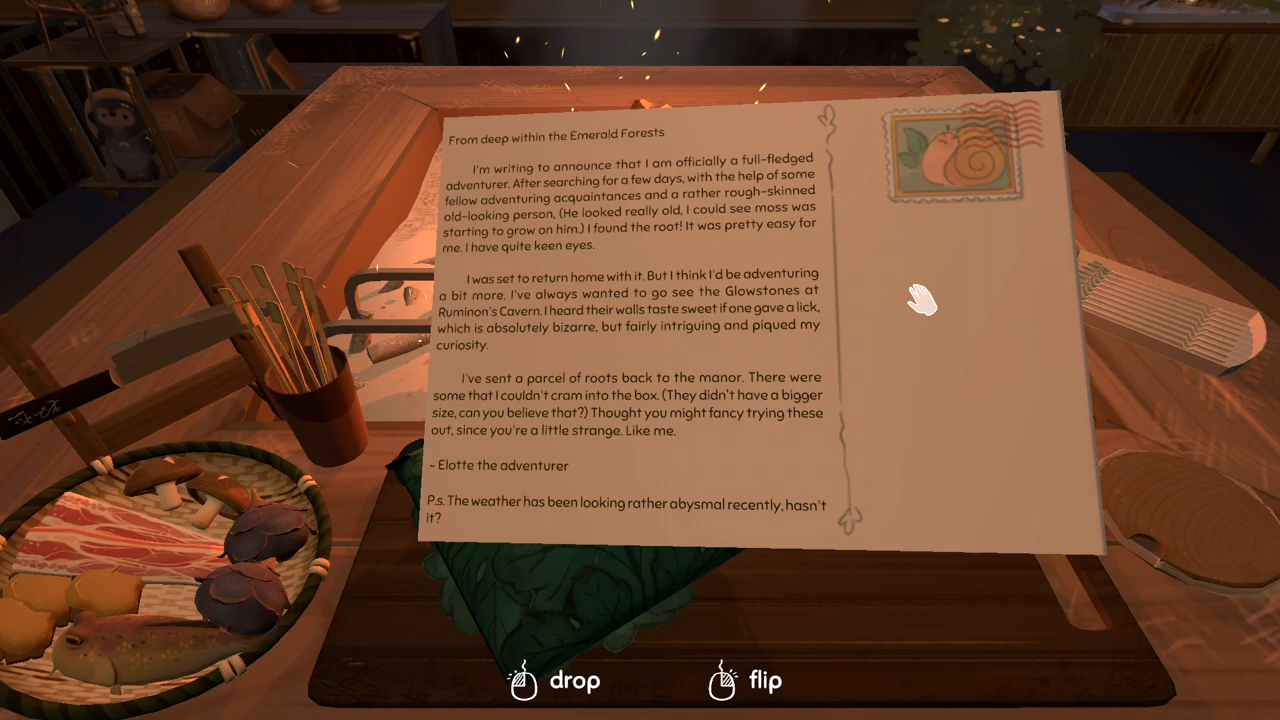 From deep within the Emerald Forests
I'm writing to announce that I am officially a full-fledged
adventurer. After searching for a few days, with the help of some
fellow adventuring acquaintances and a rather rough-skinned
old-looking person, (He looked really old, I could see moss was
starting to grow on him.) I found the root! It was pretty easy for
me. I have quite keen eyes.
I was set to return home with it. But I think I'd be adventuring
a bit more. I've always wanted to go see the Glowstones at
Ruminon's Cavern. I heard their walls taste sweet if one gave a lick,
which is absolutely bizarre, but fairly intriguing and piqued my
curiosity.
I've sent a parcel of roots back to the manor. There were
some that I couldn't cram into the box. (They didn't have a bigger
size, can you believe that?) Thought you might fancy trying these
out, since you're a little strange. Like me.
~ Elotte the adventurer
P.s. The weather has been looking rather abysmal recently, hasn't
it?
drop
flip